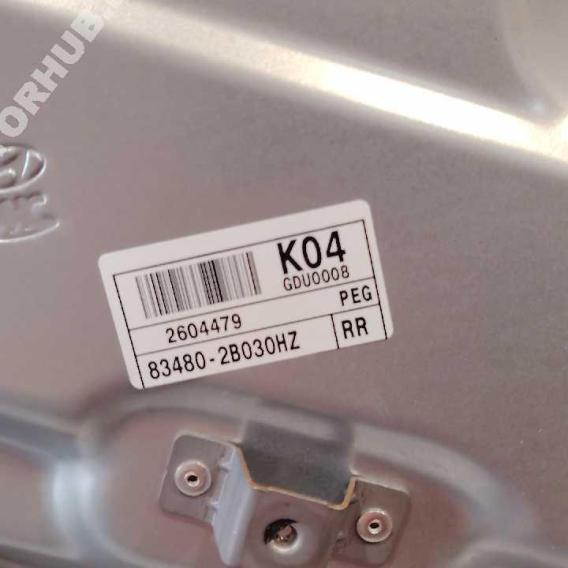 ORHUB
K04
GDU0008
PEG
2604479
83480-2B030HZ
RR